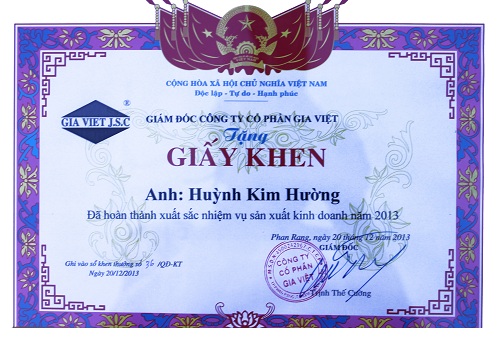 CỘNG HÒA XÃ HỘI CHỦ NGHĨA VIỆT NAM
Độc lập - Tự do - Hạnh phúc
GIA VIET J.S.C
®
GIÁM ĐỐC CÔNG TY CỔ PHẦN GIA VIỆT
Tặng
GIẤY KHEN
Anh: Huỳnh Kim Hường
Đã hoàn thành xuất sắc nhiệm vụ sản xuất kinh doanh năm 2013
Phan Rang, ngày 20 tháng 12 năm 2013
GIÁM ĐỐC
Ghi vào sổ khen thưởng số /QĐ-KT
Ngày 20/12/2013
CÔNG TY
CỔ PHẦN
GIA VIỆT
Trịnh Thế Cường